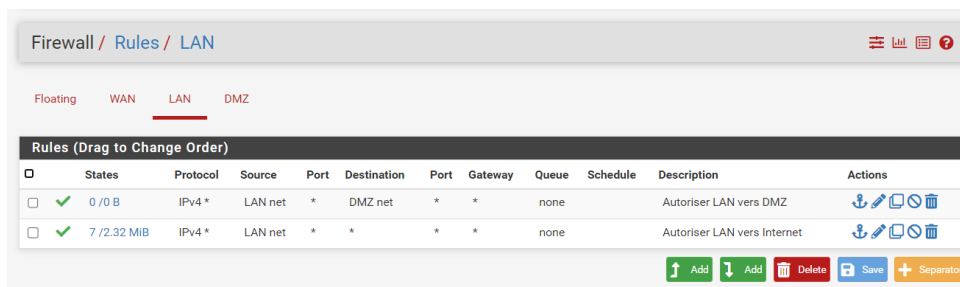 Firewall / Rules / LAN
Floating WAN LAN DMZ
Rules (Drag to Change Order)
States Protocol Source Port Destination Port Gateway Queue Schedule Description Actions
0 /0 B IPv4 * LAN net * DMZ net * * none Autoriser LAN vers DMZ
7 /2.32 MiB IPv4 * LAN net * * * * none Autoriser LAN vers Internet
Add Add Delete Save Separato